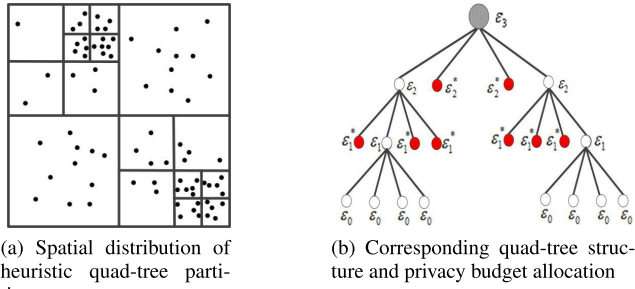 ε₃
ε₂ ε₂* ε₂* ε₂
ε₁* ε₁ ε₁* ε₁* ε₁* ε₁* ε₁* ε₁
ε₀ ε₀ ε₀ ε₀ ε₀ ε₀ ε₀ ε₀
(a) Spatial distribution of
heuristic quad-tree parti-
(b) Corresponding quad-tree struc-
ture and privacy budget allocation